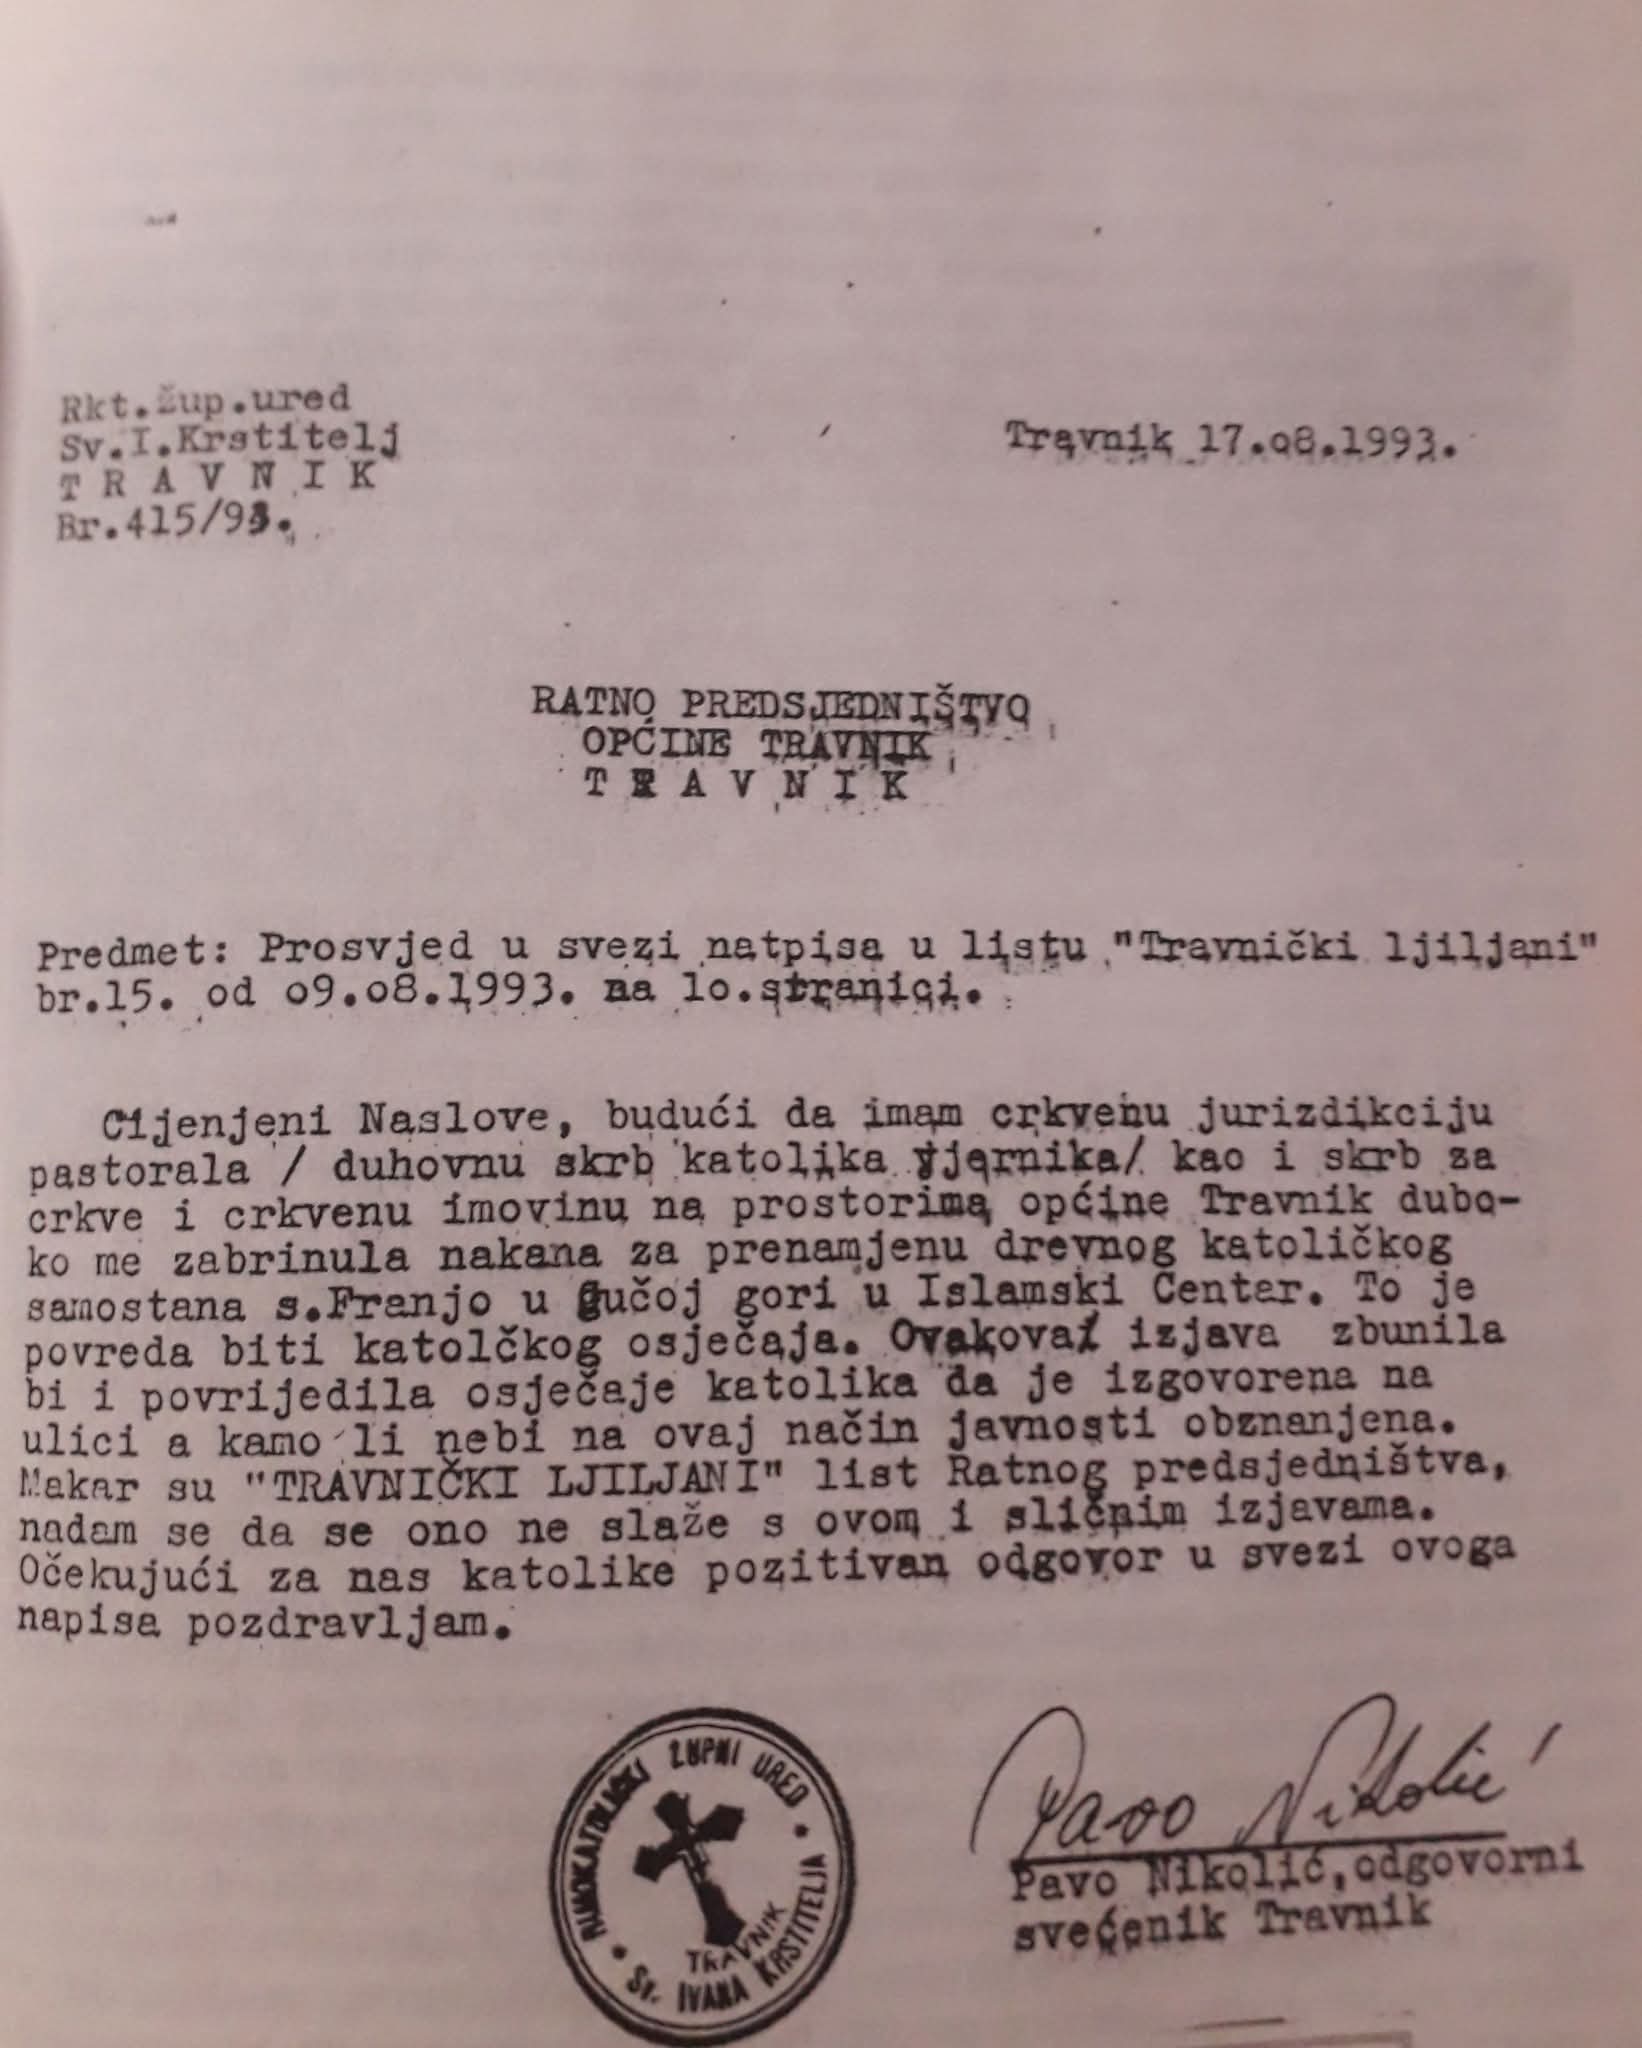 Rkt.žup.ured
Sv.I.Krstitelj
T R A V N I K
Br.415/93.
Travnik 17.o8.1993.
RATNO PREDSJEDNIŠTVO
OPĆINE TRAVNIK
T R A V N I K
Predmet: Prosvjed u svezi natpisa u listu "Travnički ljiljani"
br.15. od o9.o8.1993. na lo.stranici.
Cijenjeni Naslove, budući da imam crkvenu jurizdikciju
pastorala / duhovnu skrb katolika vjernika/ kao i skrb za
crkve i crkvenu imovinu na prostorima općine Travnik dubo-
ko me zabrinula nakana za prenamjenu drevnog katoličkog
samostana s.Franjo u Gučoj gori u Islamski Centar. To je
povreda biti katolčkog osječaja. Ovakova izjava zbunila
bi i povrijedila osječaje katolika da je izgovorena na
ulici a kamo li nebi na ovaj način javnosti obznanjena.
Makar su "TRAVNIČKI LJILJANI" list Ratnog predsjedništva,
nadam se da se ono ne slaže s ovom i sličnim izjavama.
Očekujući za nas katolike pozitivan odgovor u svezi ovoga
napisa pozdravljam.
RIMOKATOLIČKI ŽUPNI URED
TRAVNIK
Sv. IVANA KRSTITELJA
Pavo Nikolić
Pavo Nikolić,odgovorni
svećenik Travnik